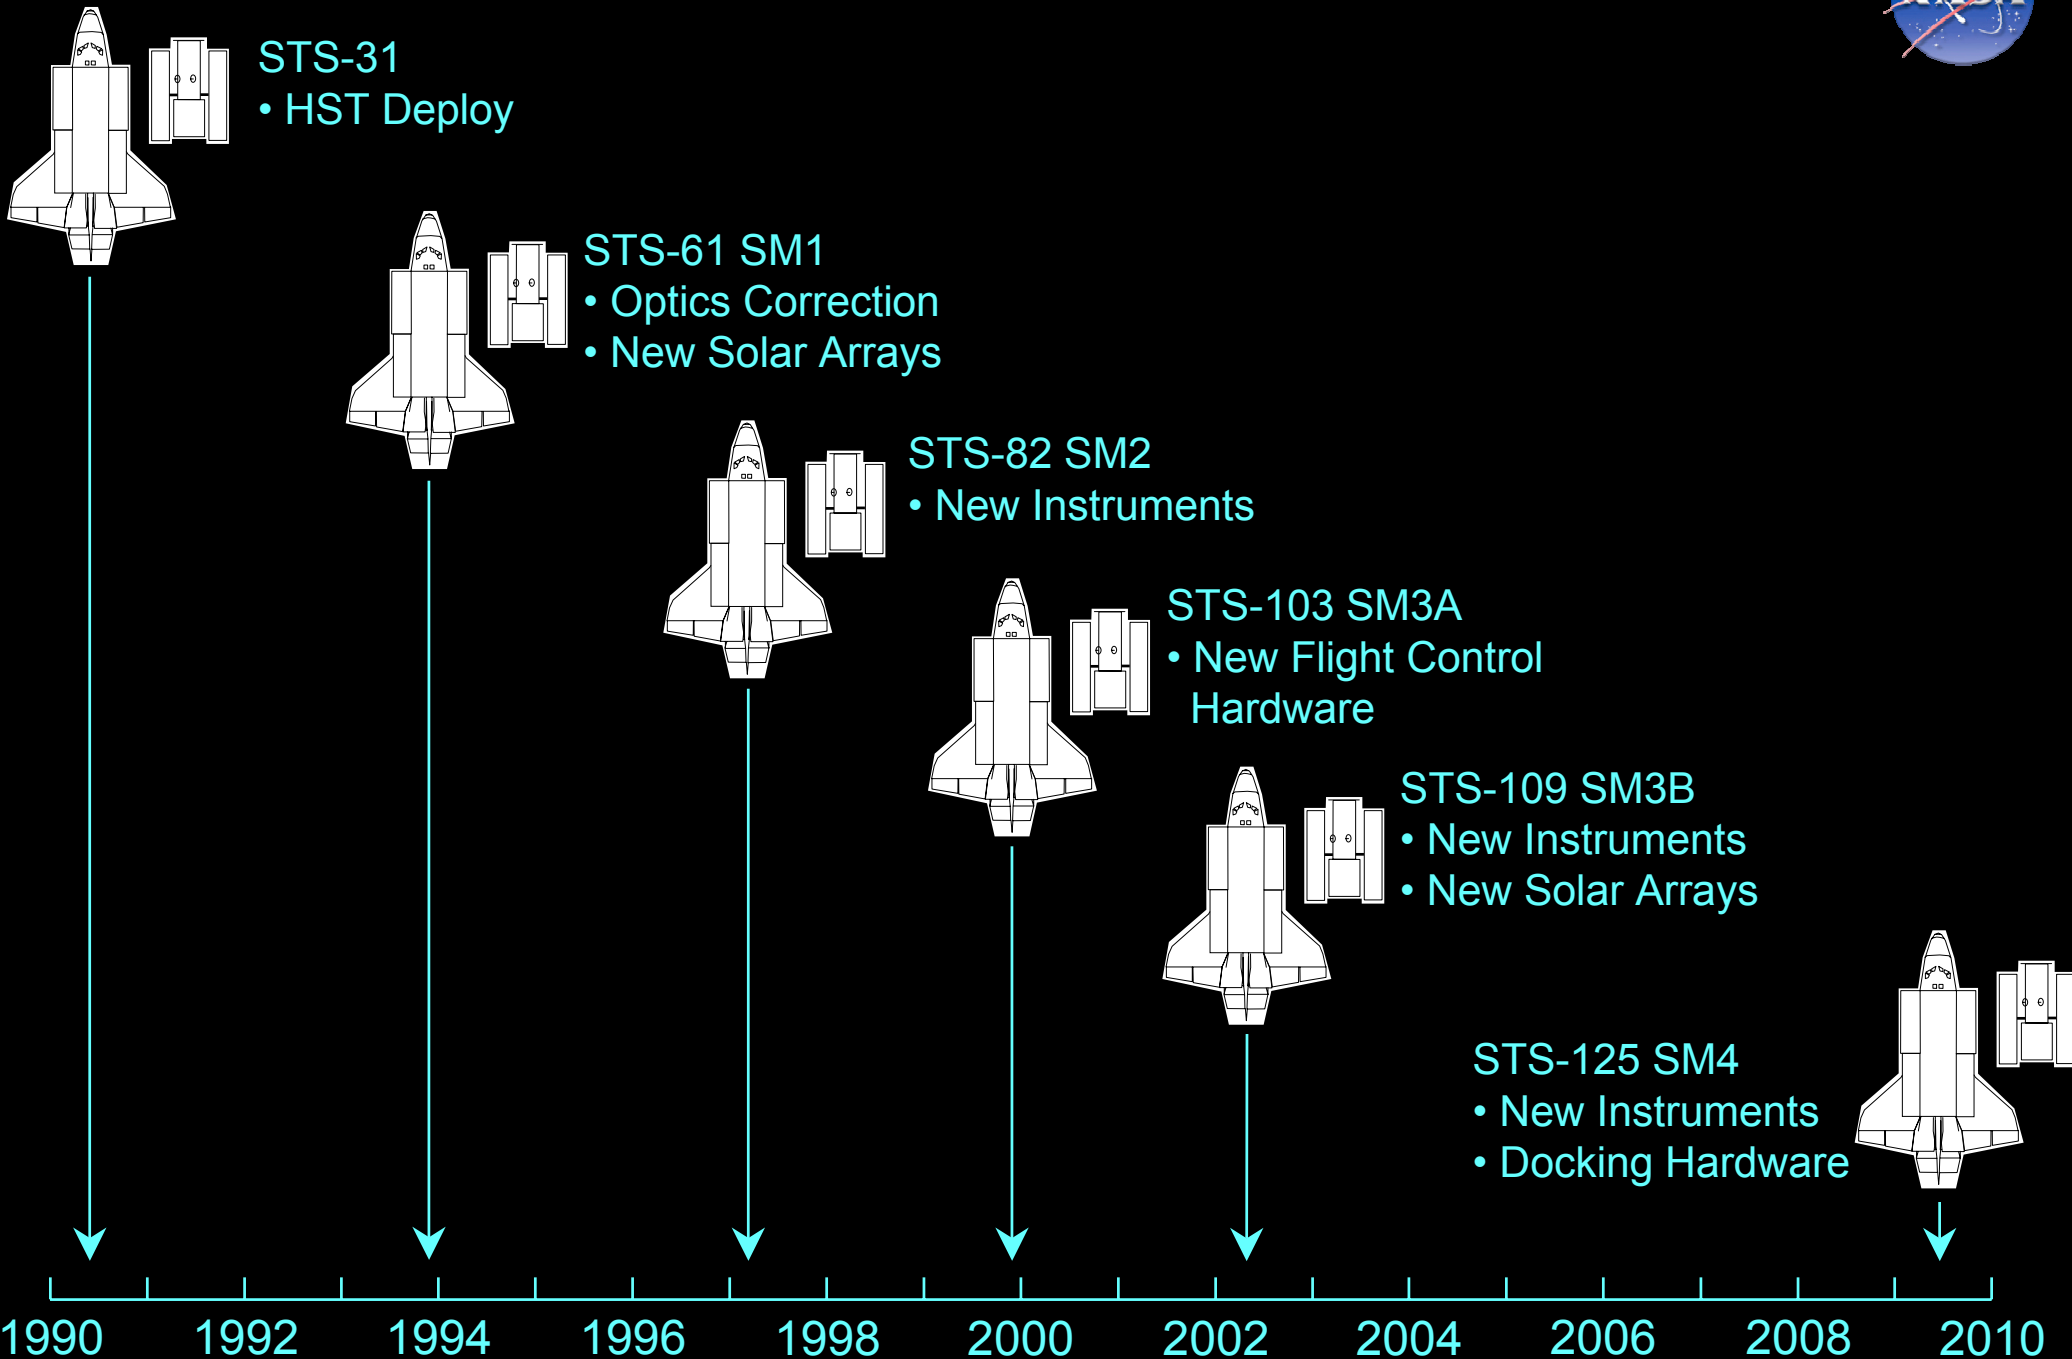 STS-31
• HST Deploy
STS-61 SM1
• Optics Correction
• New Solar Arrays
STS-82 SM2
• New Instruments
STS-103 SM3A
• New Flight Control
Hardware
STS-109 SM3B
• New Instruments
• New Solar Arrays
STS-125 SM4
• New Instruments
• Docking Hardware
1990 1992 1994 1996 1998 2000 2002 2004 2006 2008 2010